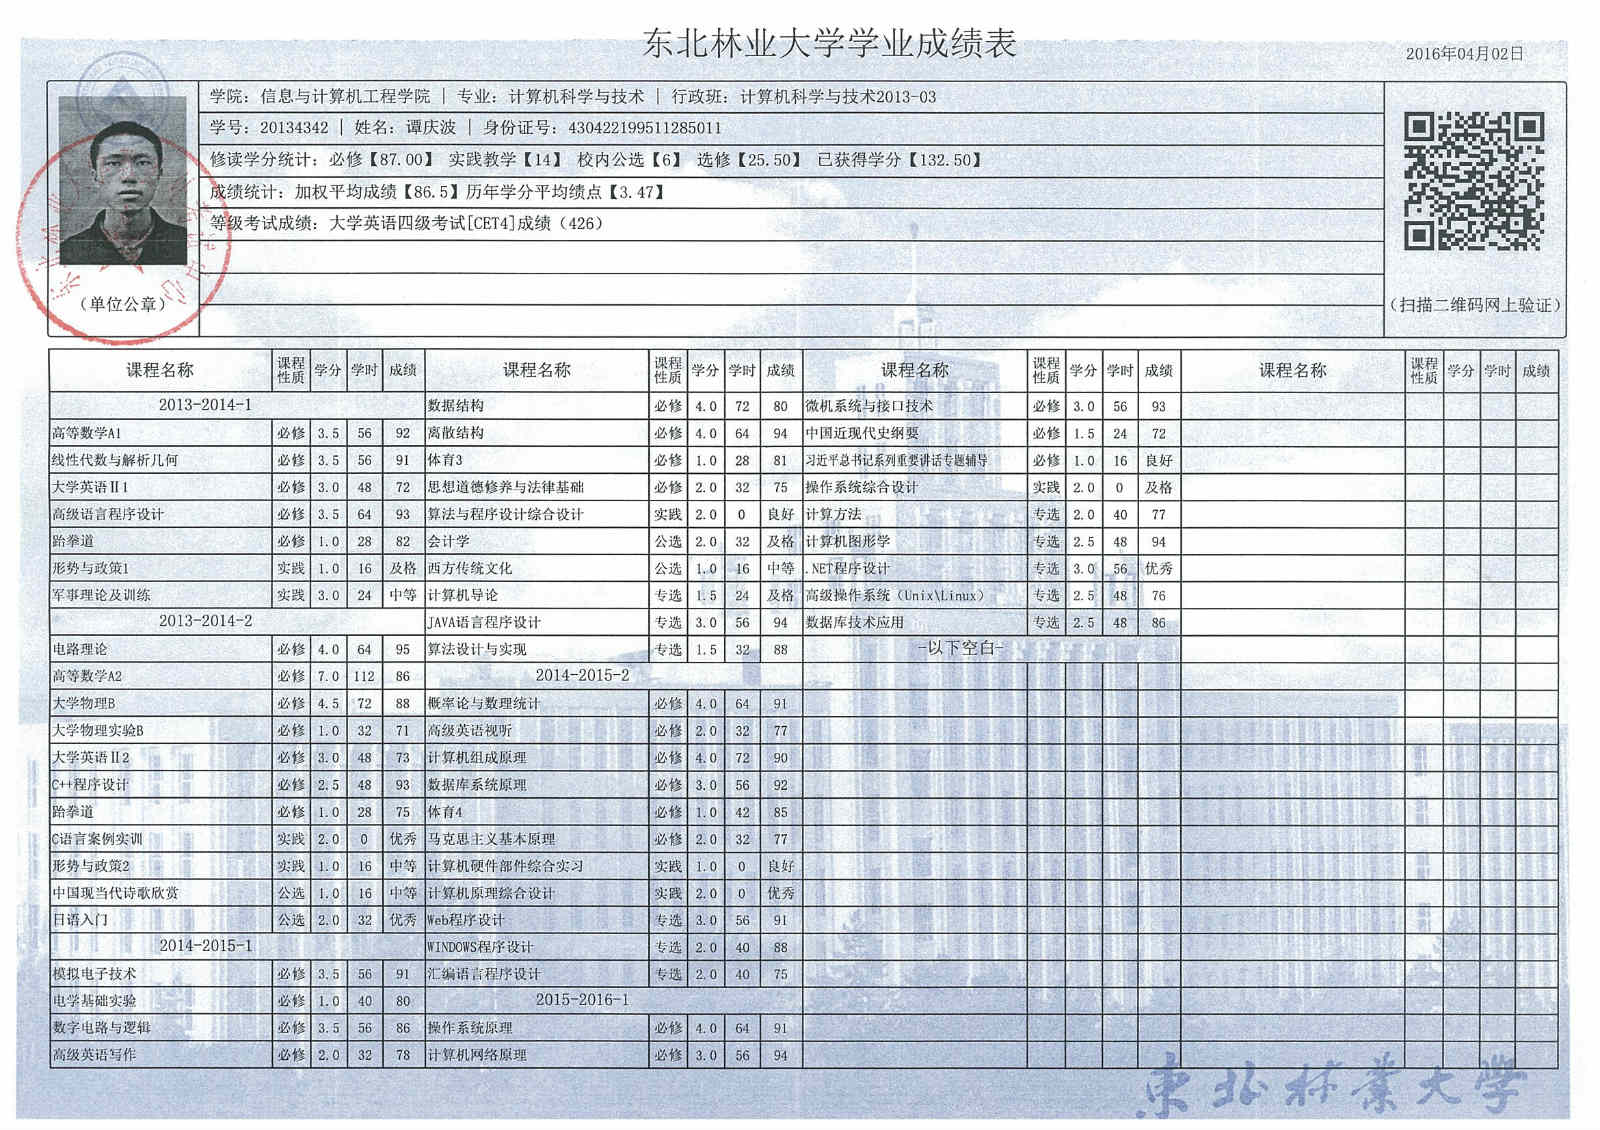 东北林业大学学业成绩表
2016年04月02日
学院：信息与计算机工程学院 | 专业：计算机科学与技术 | 行政班：计算机科学与技术2013-03
学号：20134342 | 姓名：谭庆波 | 身份证号：430422199511285011
修读学分统计：必修【87.00】 实践教学【14】 校内公选【6】 选修【25.50】 已获得学分【132.50】
成绩统计：加权平均成绩【86.5】历年学分平均绩点【3.47】
等级考试成绩：大学英语四级考试[CET4]成绩（426）
（单位公章）
（扫描二维码网上验证）
课程名称 课程性质 学分 学时 成绩 课程名称 课程性质 学分 学时 成绩 课程名称 课程性质 学分 学时 成绩 课程名称 课程性质 学分 学时 成绩
2013-2014-1 数据结构 必修 4.0 72 80 微机系统与接口技术 必修 3.0 56 93
高等数学A1 必修 3.5 56 92 离散结构 必修 4.0 64 94 中国近现代史纲要 必修 1.5 24 72
线性代数与解析几何 必修 3.5 56 91 体育3 必修 1.0 28 81 习近平总书记系列重要讲话专题辅导 必修 1.0 16 良好
大学英语Ⅱ1 必修 3.0 48 72 思想道德修养与法律基础 必修 2.0 32 75 操作系统综合设计 实践 2.0 0 及格
高级语言程序设计 必修 3.5 64 93 算法与程序设计综合设计 实践 2.0 0 良好 计算方法 专选 2.0 40 77
跆拳道 必修 1.0 28 82 会计学 公选 2.0 32 及格 计算机图形学 专选 2.5 48 94
形势与政策1 实践 1.0 16 及格 西方传统文化 公选 1.0 16 中等 .NET程序设计 专选 3.0 56 优秀
军事理论及训练 实践 3.0 24 中等 计算机导论 专选 1.5 24 及格 高级操作系统（Unix\Linux） 专选 2.5 48 76
2013-2014-2 JAVA语言程序设计 专选 3.0 56 94 数据库技术应用 专选 2.5 48 86
电路理论 必修 4.0 64 95 算法设计与实现 专选 1.5 32 88 -以下空白-
高等数学A2 必修 7.0 112 86 2014-2015-2
大学物理B 必修 4.5 72 88 概率论与数理统计 必修 4.0 64 91
大学物理实验B 必修 1.0 32 71 高级英语视听 必修 2.0 32 77
大学英语Ⅱ2 必修 3.0 48 73 计算机组成原理 必修 4.0 72 90
C++程序设计 必修 2.5 48 93 数据库系统原理 必修 3.0 56 92
跆拳道 必修 1.0 28 75 体育4 必修 1.0 42 85
C语言案例实训 实践 2.0 0 优秀 马克思主义基本原理 必修 2.0 32 77
形势与政策2 实践 1.0 16 中等 计算机硬件部件综合实习 实践 1.0 0 良好
中国现当代诗歌欣赏 公选 1.0 16 中等 计算机原理综合设计 实践 2.0 0 优秀
日语入门 公选 2.0 32 优秀 Web程序设计 专选 3.0 56 91
2014-2015-1 WINDOWS程序设计 专选 2.0 40 88
模拟电子技术 必修 3.5 56 91 汇编语言程序设计 专选 2.0 40 75
电学基础实验 必修 1.0 40 80 2015-2016-1
数字电路与逻辑 必修 3.5 56 86 操作系统原理 必修 4.0 64 91
高级英语写作 必修 2.0 32 78 计算机网络原理 必修 3.0 56 94
东北林业大学